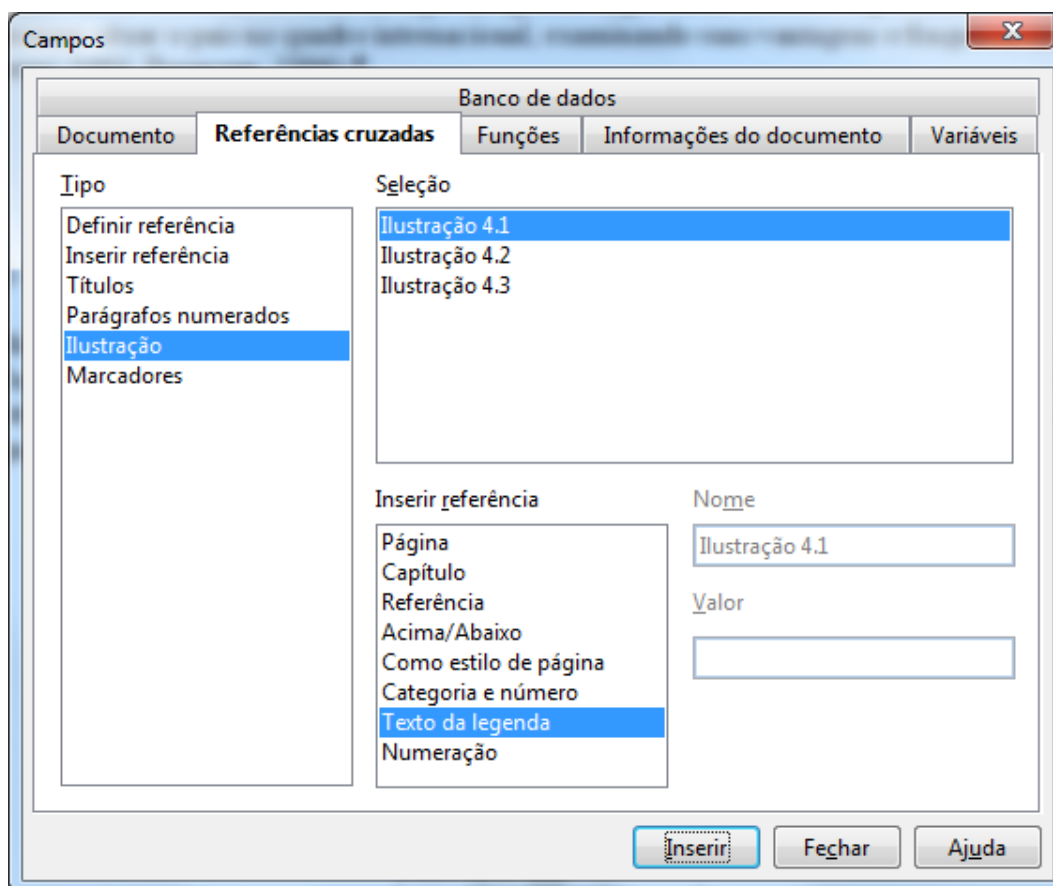 Campos
Banco de dados
Documento
Referências cruzadas
Funções
Informações do documento
Variáveis
Tipo
Definir referência
Inserir referência
Títulos
Parágrafos numerados
Ilustração
Marcadores
Seleção
Ilustração 4.1
Ilustração 4.2
Ilustração 4.3
Inserir referência
Página
Capítulo
Referência
Acima/Abaixo
Como estilo de página
Categoria e número
Texto da legenda
Numeração
Nome
Ilustração 4.1
Valor
Inserir
Fechar
Ajuda